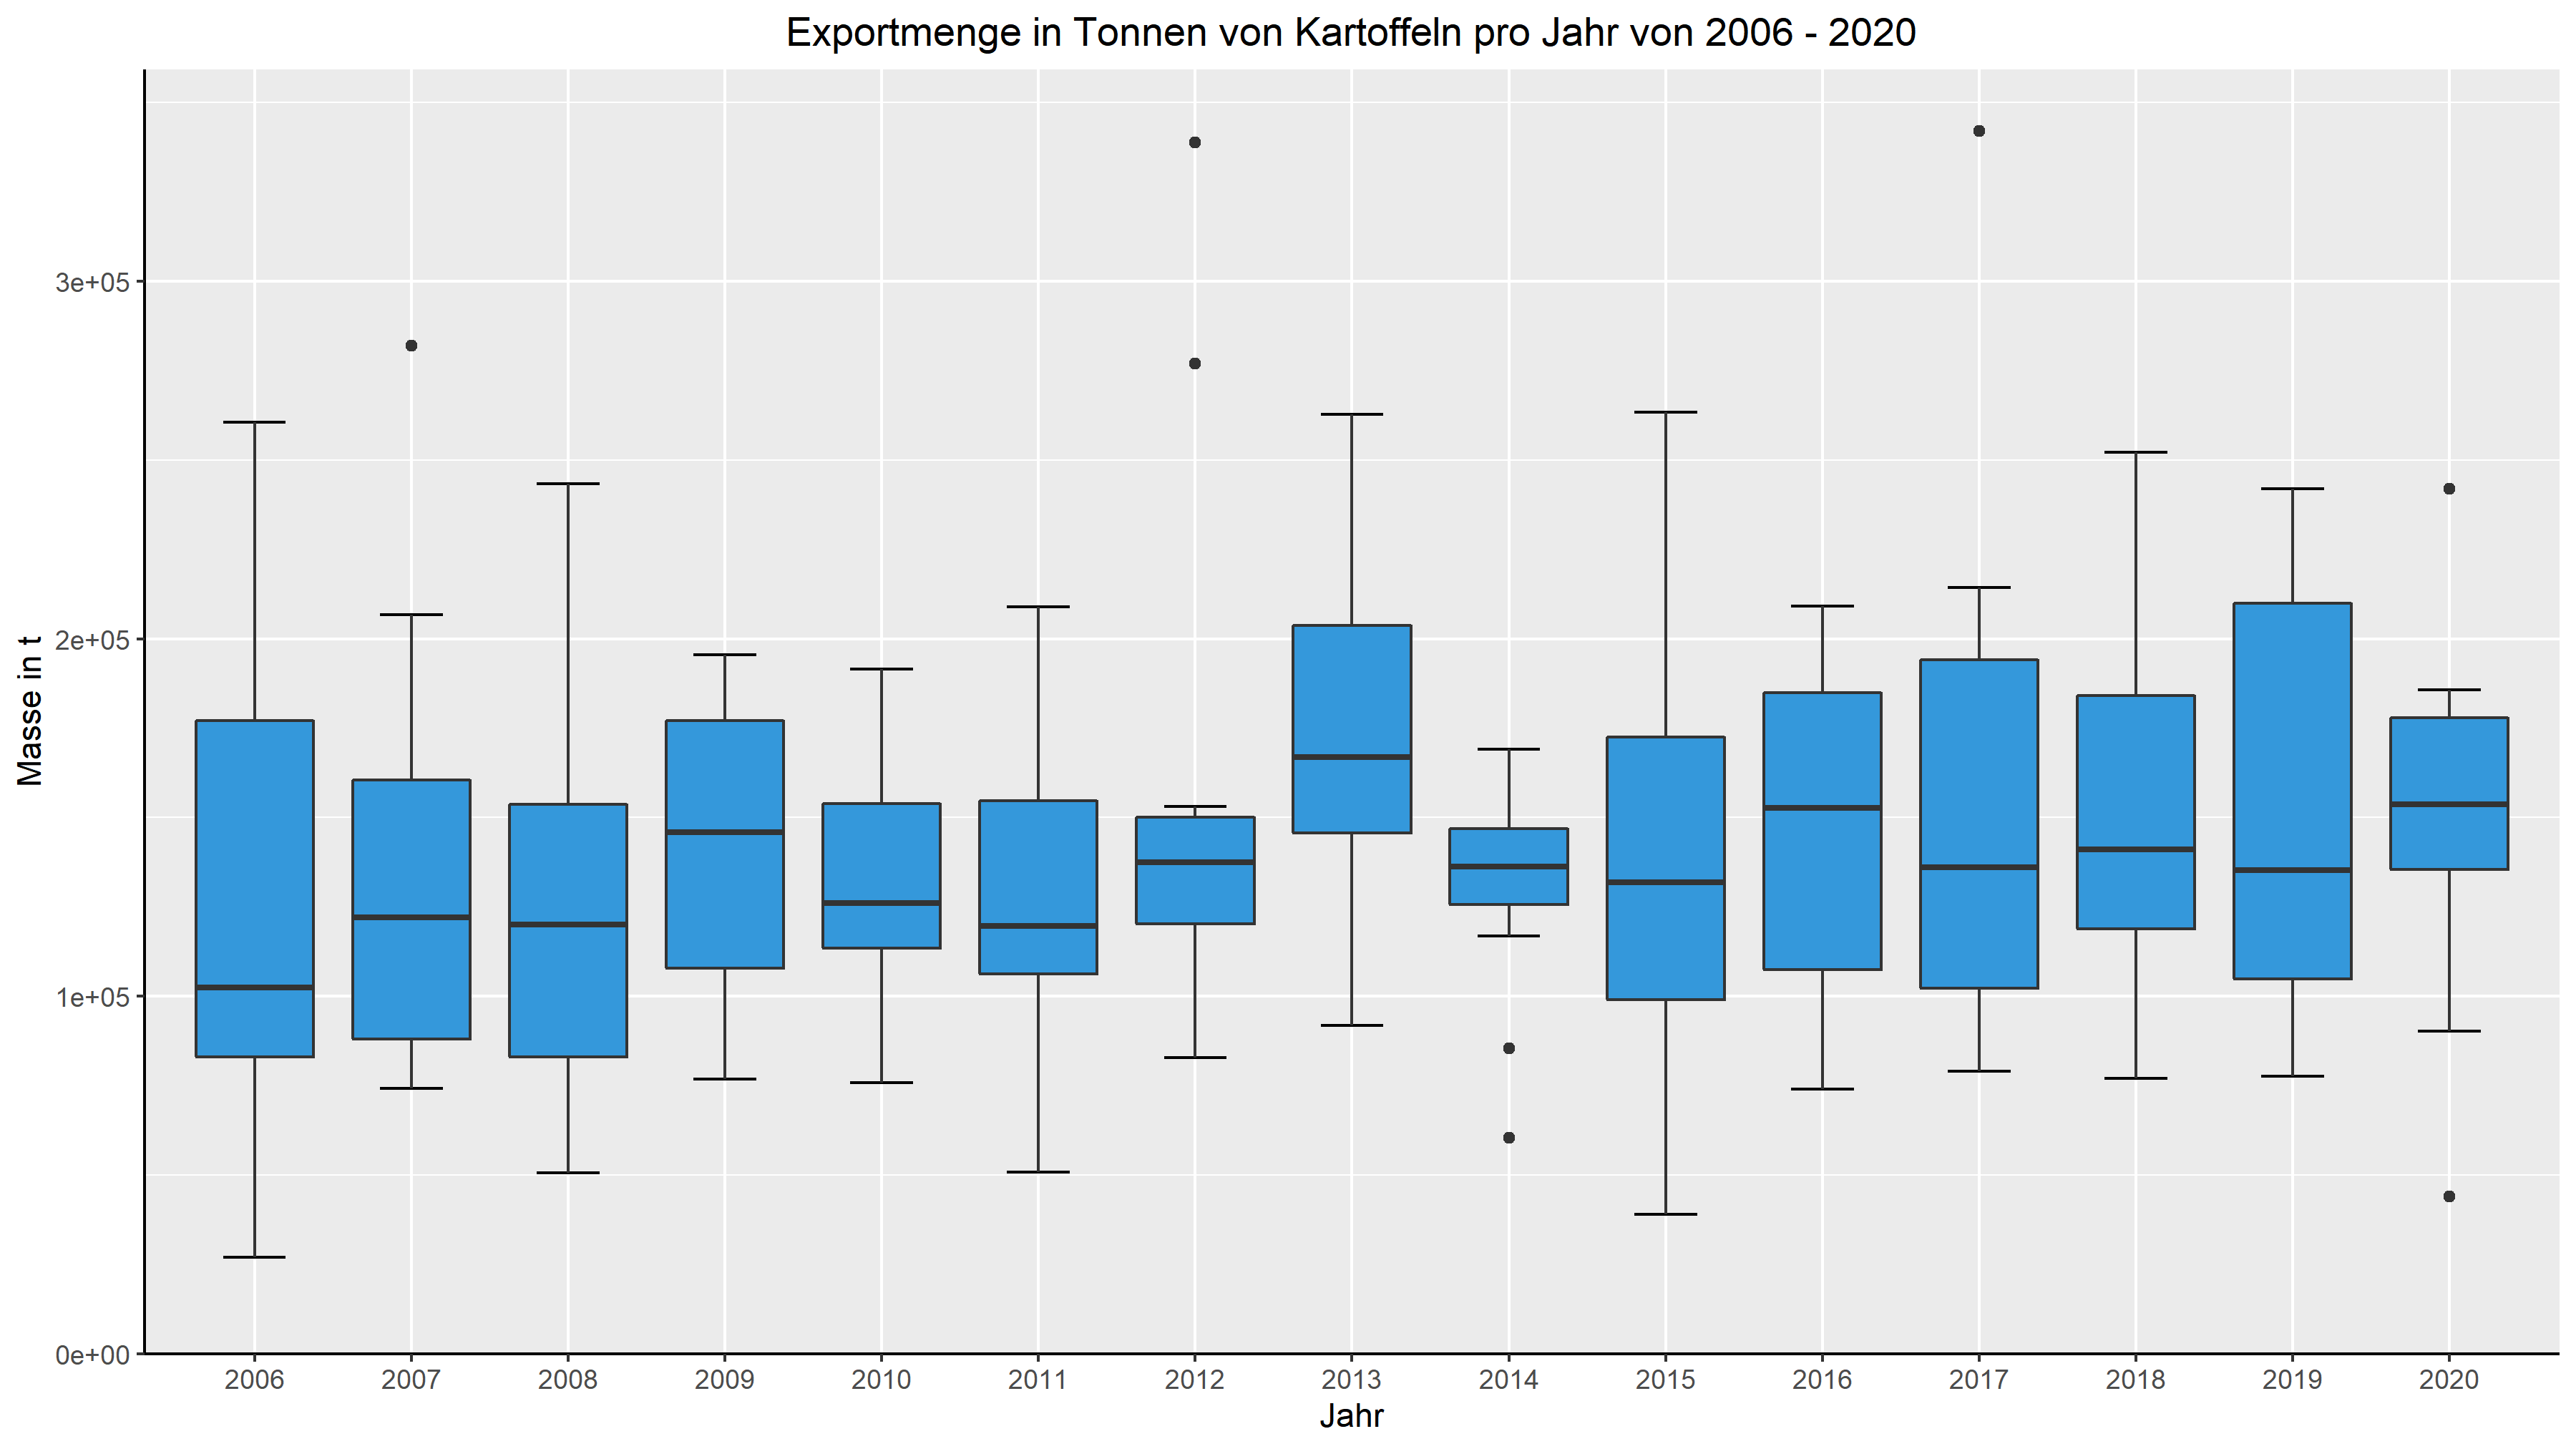 Exportmenge in Tonnen von Kartoffeln pro Jahr von 2006 - 2020
Masse in t
3e+05
2e+05
1e+05
0e+00
2006 2007 2008 2009 2010 2011 2012 2013 2014 2015 2016 2017 2018 2019 2020
Jahr